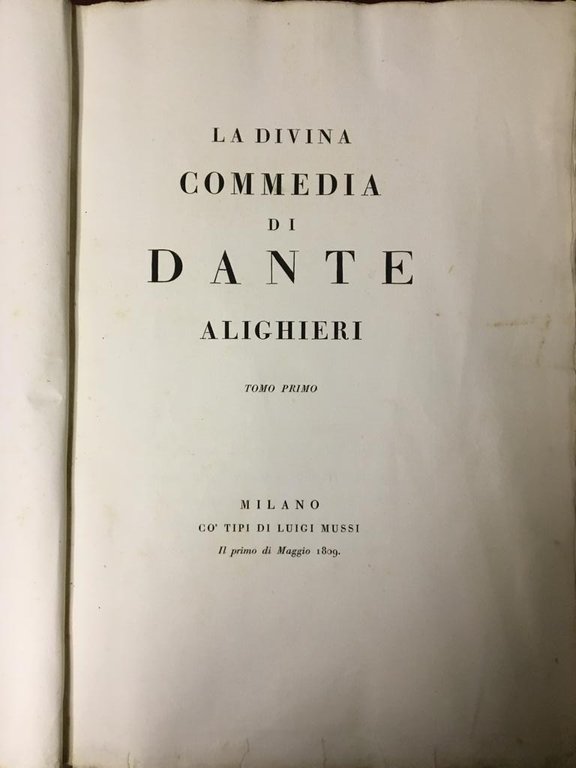 LA DIVINA
COMMEDIA
DI
DANTE
ALIGHIERI
TOMO PRIMO
MILANO
CO' TIPI DI LUIGI MUSSI
Il primo di Maggio 1809.